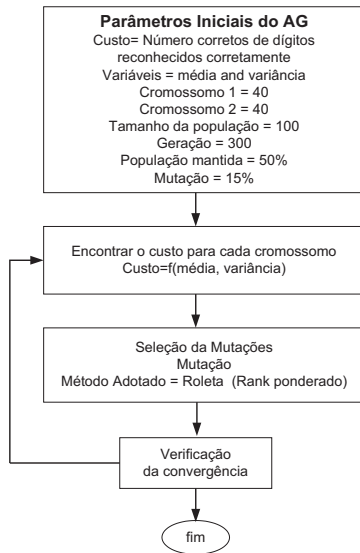 Parâmetros Iniciais do AG
Custo= Número corretos de dígitos
reconhecidos corretamente
Variáveis = média and variância
Cromossomo 1 = 40
Cromossomo 2 = 40
Tamanho da população = 100
Geração = 300
População mantida = 50%
Mutação = 15%
Encontrar o custo para cada cromossomo
Custo=f(média, variância)
Seleção da Mutações
Mutação
Método Adotado = Roleta (Rank ponderado)
Verificação
da convergência
fim